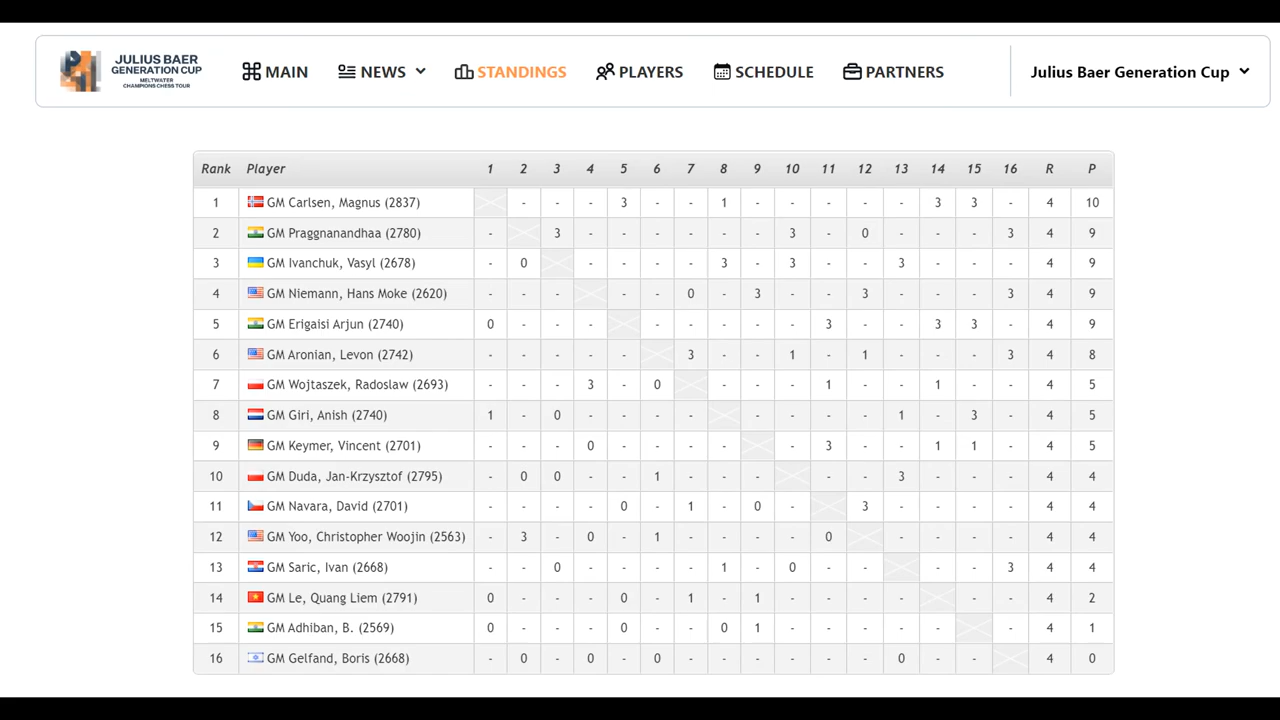 JULIUS BAER
GENERATION CUP
MELTWATER
CHAMPIONS CHESS TOUR
MAIN NEWS STANDINGS PLAYERS SCHEDULE PARTNERS Julius Baer Generation Cup
Rank Player 1 2 3 4 5 6 7 8 9 10 11 12 13 14 15 16 R P
1 GM Carlsen, Magnus (2837) - - - 3 - - 1 - - - - - 3 3 - 4 10
2 GM Praggnanandhaa (2780) - 3 - - - - - - 3 - 0 - - - 3 4 9
3 GM Ivanchuk, Vasyl (2678) - 0 - - - - 3 - 3 - - 3 - - - 4 9
4 GM Niemann, Hans Moke (2620) - - - - - 0 - 3 - - 3 - - - 3 4 9
5 GM Erigaisi Arjun (2740) 0 - - - - - - - - 3 - - 3 3 - 4 9
6 GM Aronian, Levon (2742) - - - - - 3 - - 1 - 1 - - - 3 4 8
7 GM Wojtaszek, Radoslaw (2693) - - - 3 - 0 - - - 1 - - 1 - - 4 5
8 GM Giri, Anish (2740) 1 - 0 - - - - - - - - 1 - 3 - 4 5
9 GM Keymer, Vincent (2701) - - - 0 - - - - - 3 - - 1 1 - 4 5
10 GM Duda, Jan-Krzysztof (2795) - 0 0 - - 1 - - - - - 3 - - - 4 4
11 GM Navara, David (2701) - - - - 0 - 1 - 0 - 3 - - - - 4 4
12 GM Yoo, Christopher Woojin (2563) - 3 - 0 - 1 - - - - 0 - - - - 4 4
13 GM Saric, Ivan (2668) - - 0 - - - - 1 - 0 - - - - 3 4 4
14 GM Le, Quang Liem (2791) 0 - - - 0 - 1 - 1 - - - - - - 4 2
15 GM Adhiban, B. (2569) 0 - - - 0 - - 0 1 - - - - - - 4 1
16 GM Gelfand, Boris (2668) - 0 - 0 - 0 - - - - - - 0 - - 4 0